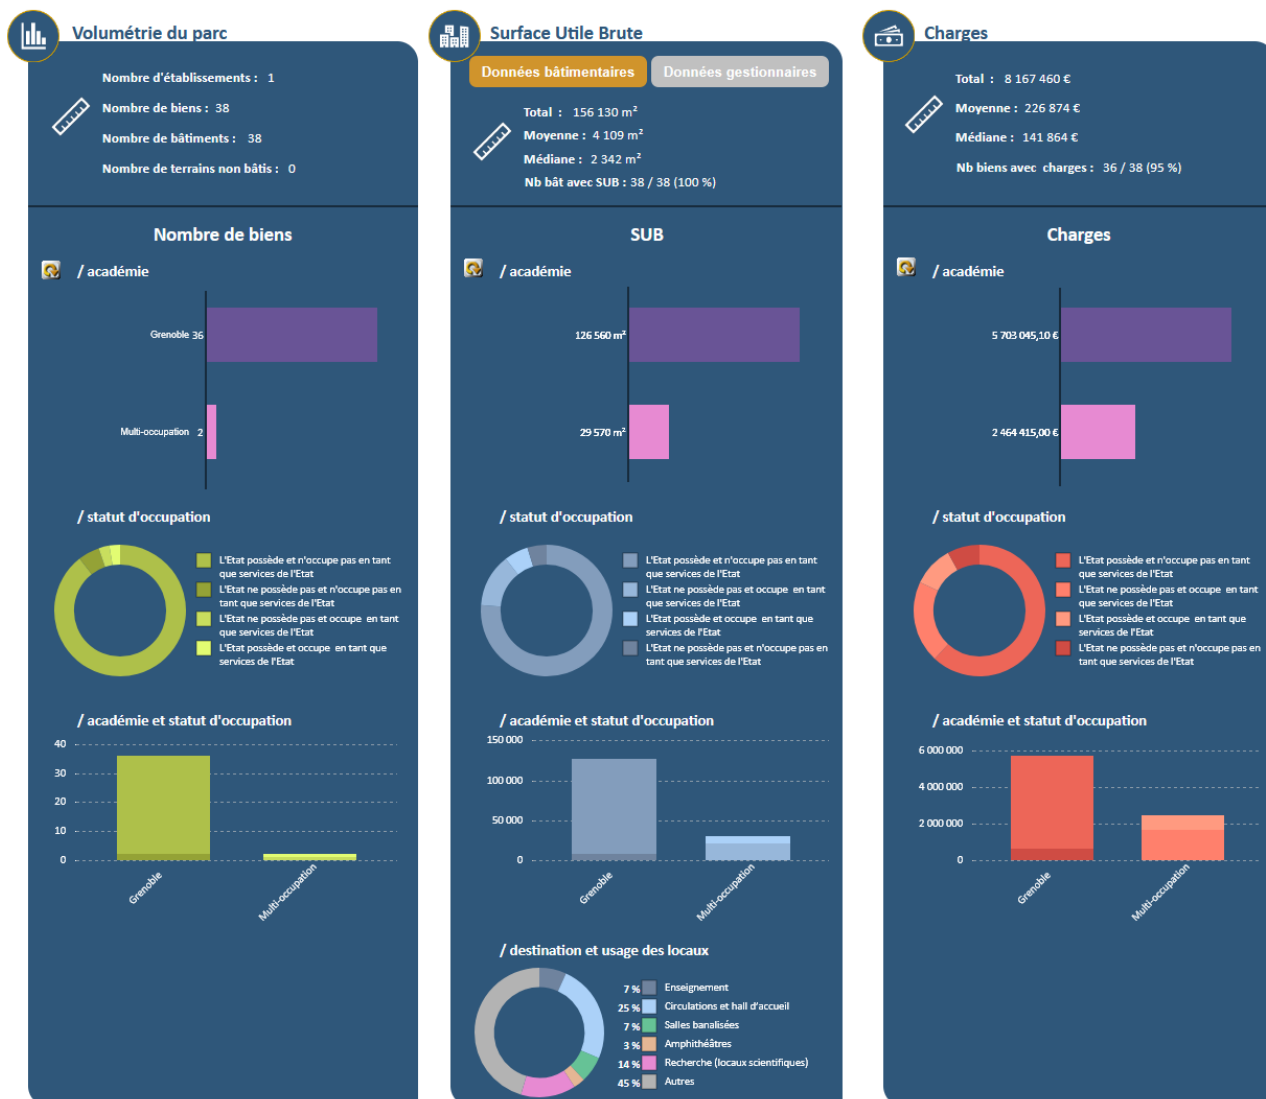 Volumétrie du parc
Nombre d'établissements : 1
Nombre de biens : 38
Nombre de bâtiments : 38
Nombre de terrains non bâtis : 0
Nombre de biens
/ académie
Grenoble 36
Multi-occupation 2
/ statut d'occupation
L'Etat possède et n'occupe pas en tant
que services de l'Etat
L'Etat ne possède pas et n'occupe pas en
tant que services de l'Etat
L'Etat ne possède pas et occupe en tant
que services de l'Etat
L'Etat possède et occupe en tant que
services de l'Etat
/ académie et statut d'occupation
40
30
20
10
0
Grenoble
Multi-occupation
Surface Utile Brute
Données bâtimentaires
Données gestionnaires
Total : 156 130 m²
Moyenne : 4 109 m²
Médiane : 2 342 m²
Nb bât avec SUB : 38 / 38 (100 %)
SUB
/ académie
126 560 m²
29 570 m²
/ statut d'occupation
L'Etat possède et n'occupe pas en tant
que services de l'Etat
L'Etat ne possède pas et occupe en tant
que services de l'Etat
L'Etat possède et occupe en tant que
services de l'Etat
L'Etat ne possède pas et n'occupe pas en
tant que services de l'Etat
/ académie et statut d'occupation
150 000
100 000
50 000
0
Grenoble
Multi-occupation
/ destination et usage des locaux
7 % Enseignement
25 % Circulations et hall d'accueil
7 % Salles banalisées
3 % Amphithéâtres
14 % Recherche (locaux scientifiques)
45 % Autres
Charges
Total : 8 167 460 €
Moyenne : 226 874 €
Médiane : 141 864 €
Nb biens avec charges : 36 / 38 (95 %)
Charges
/ académie
5 703 045,10 €
2 464 415,00 €
/ statut d'occupation
L'Etat possède et n'occupe pas en tant
que services de l'Etat
L'Etat ne possède pas et occupe en tant
que services de l'Etat
L'Etat possède et occupe en tant que
services de l'Etat
L'Etat ne possède pas et n'occupe pas en
tant que services de l'Etat
/ académie et statut d'occupation
6 000 000
4 000 000
2 000 000
0
Grenoble
Multi-occupation